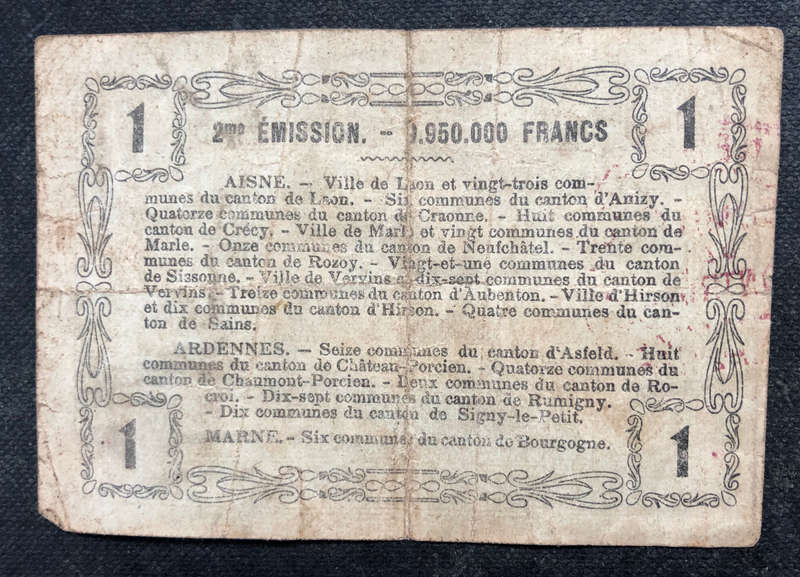 1 1
2me ÉMISSION. - 9.950.000 FRANCS
AISNE. - Ville de Laon et vingt-trois com-
munes du canton de Laon. - Six communes du canton d'Anizy. -
Quatorze communes du canton de Craonne. - Huit communes du
canton de Crécy. - Ville de Marle et vingt communes du canton de
Marle. - Onze communes du canton de Neufchâtel. - Trente com-
munes du canton de Rozoy. - Vingt-et-une communes du canton
de Sissonne. - Ville de Vervins et dix-sept communes du canton de
Vervins. - Treize communes du canton d'Aubenton. - Ville d'Hirson
et dix communes du canton d'Hirson. - Quatre communes du can-
ton de Sains.
ARDENNES. - Seize communes du canton d'Asfeld. - Huit
communes du canton de Château-Porcien. - Quatorze communes du
canton de Chaumont-Porcien. - Deux communes du canton de Ro-
croi. - Dix-sept communes du canton de Rumigny.
- Dix communes du canton de Signy-le-Petit.
MARNE. - Six communes du canton de Bourgogne.
1 1